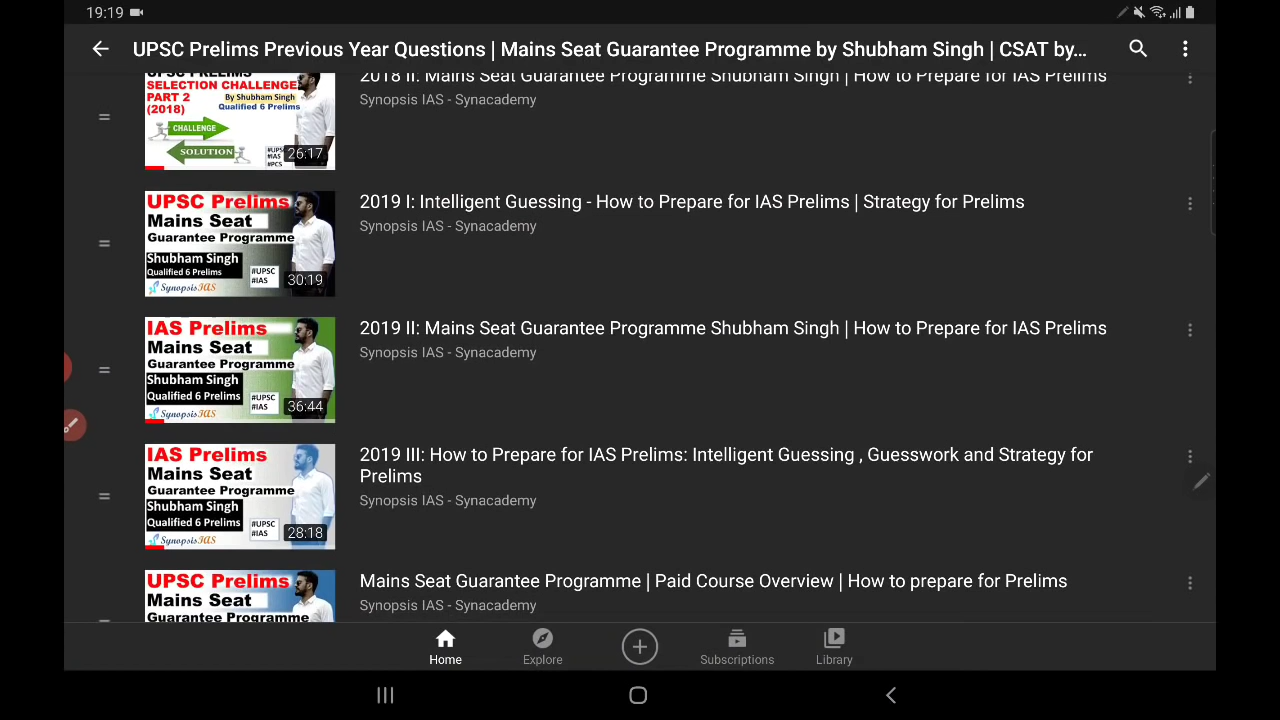 19:19
UPSC Prelims Previous Year Questions | Mains Seat Guarantee Programme by Shubham Singh | CSAT by...
UPSC PRELIMS
SELECTION CHALLENGE
PART 2
(2018)
By Shubham Singh
Qualified 6 Prelims
CHALLENGE
SOLUTION
#IAS
#PCS
26:17
2018 II: Mains Seat Guarantee Programme Shubham Singh | How to Prepare for IAS Prelims
Synopsis IAS - Synacademy
UPSC Prelims
Mains Seat
Guarantee Programme
Shubham Singh
Qualified 6 Prelims
SynopsisIAS
#UPSC
#IAS
30:19
2019 I: Intelligent Guessing - How to Prepare for IAS Prelims | Strategy for Prelims
Synopsis IAS - Synacademy
IAS Prelims
Mains Seat
Guarantee Programme
Shubham Singh
Qualified 6 Prelims
SynopsisIAS
#UPSC
#IAS
36:44
2019 II: Mains Seat Guarantee Programme Shubham Singh | How to Prepare for IAS Prelims
Synopsis IAS - Synacademy
IAS Prelims
Mains Seat
Guarantee Programme
Shubham Singh
Qualified 6 Prelims
SynopsisIAS
#UPSC
#IAS
28:18
2019 III: How to Prepare for IAS Prelims: Intelligent Guessing , Guesswork and Strategy for
Prelims
Synopsis IAS - Synacademy
UPSC Prelims
Mains Seat
Guarantee Programme
Mains Seat Guarantee Programme | Paid Course Overview | How to prepare for Prelims
Synopsis IAS - Synacademy
Home
Explore
Subscriptions
Library